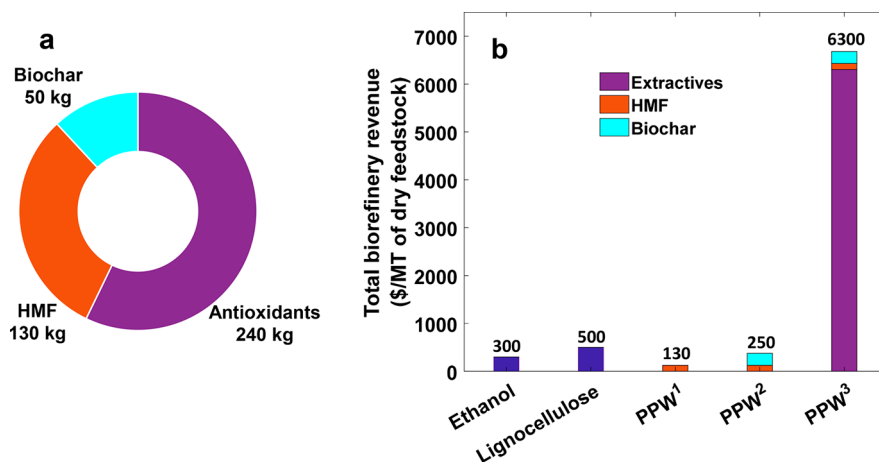 a
Biochar
50 kg
HMF
130 kg
Antioxidants
240 kg
b
Total biorefinery revenue
($/MT of dry feedstock)
7000
6000
5000
4000
3000
2000
1000
0
Extractives
HMF
Biochar
300
500
130
250
6300
Ethanol
Lignocellulose
PPW¹
PPW²
PPW³